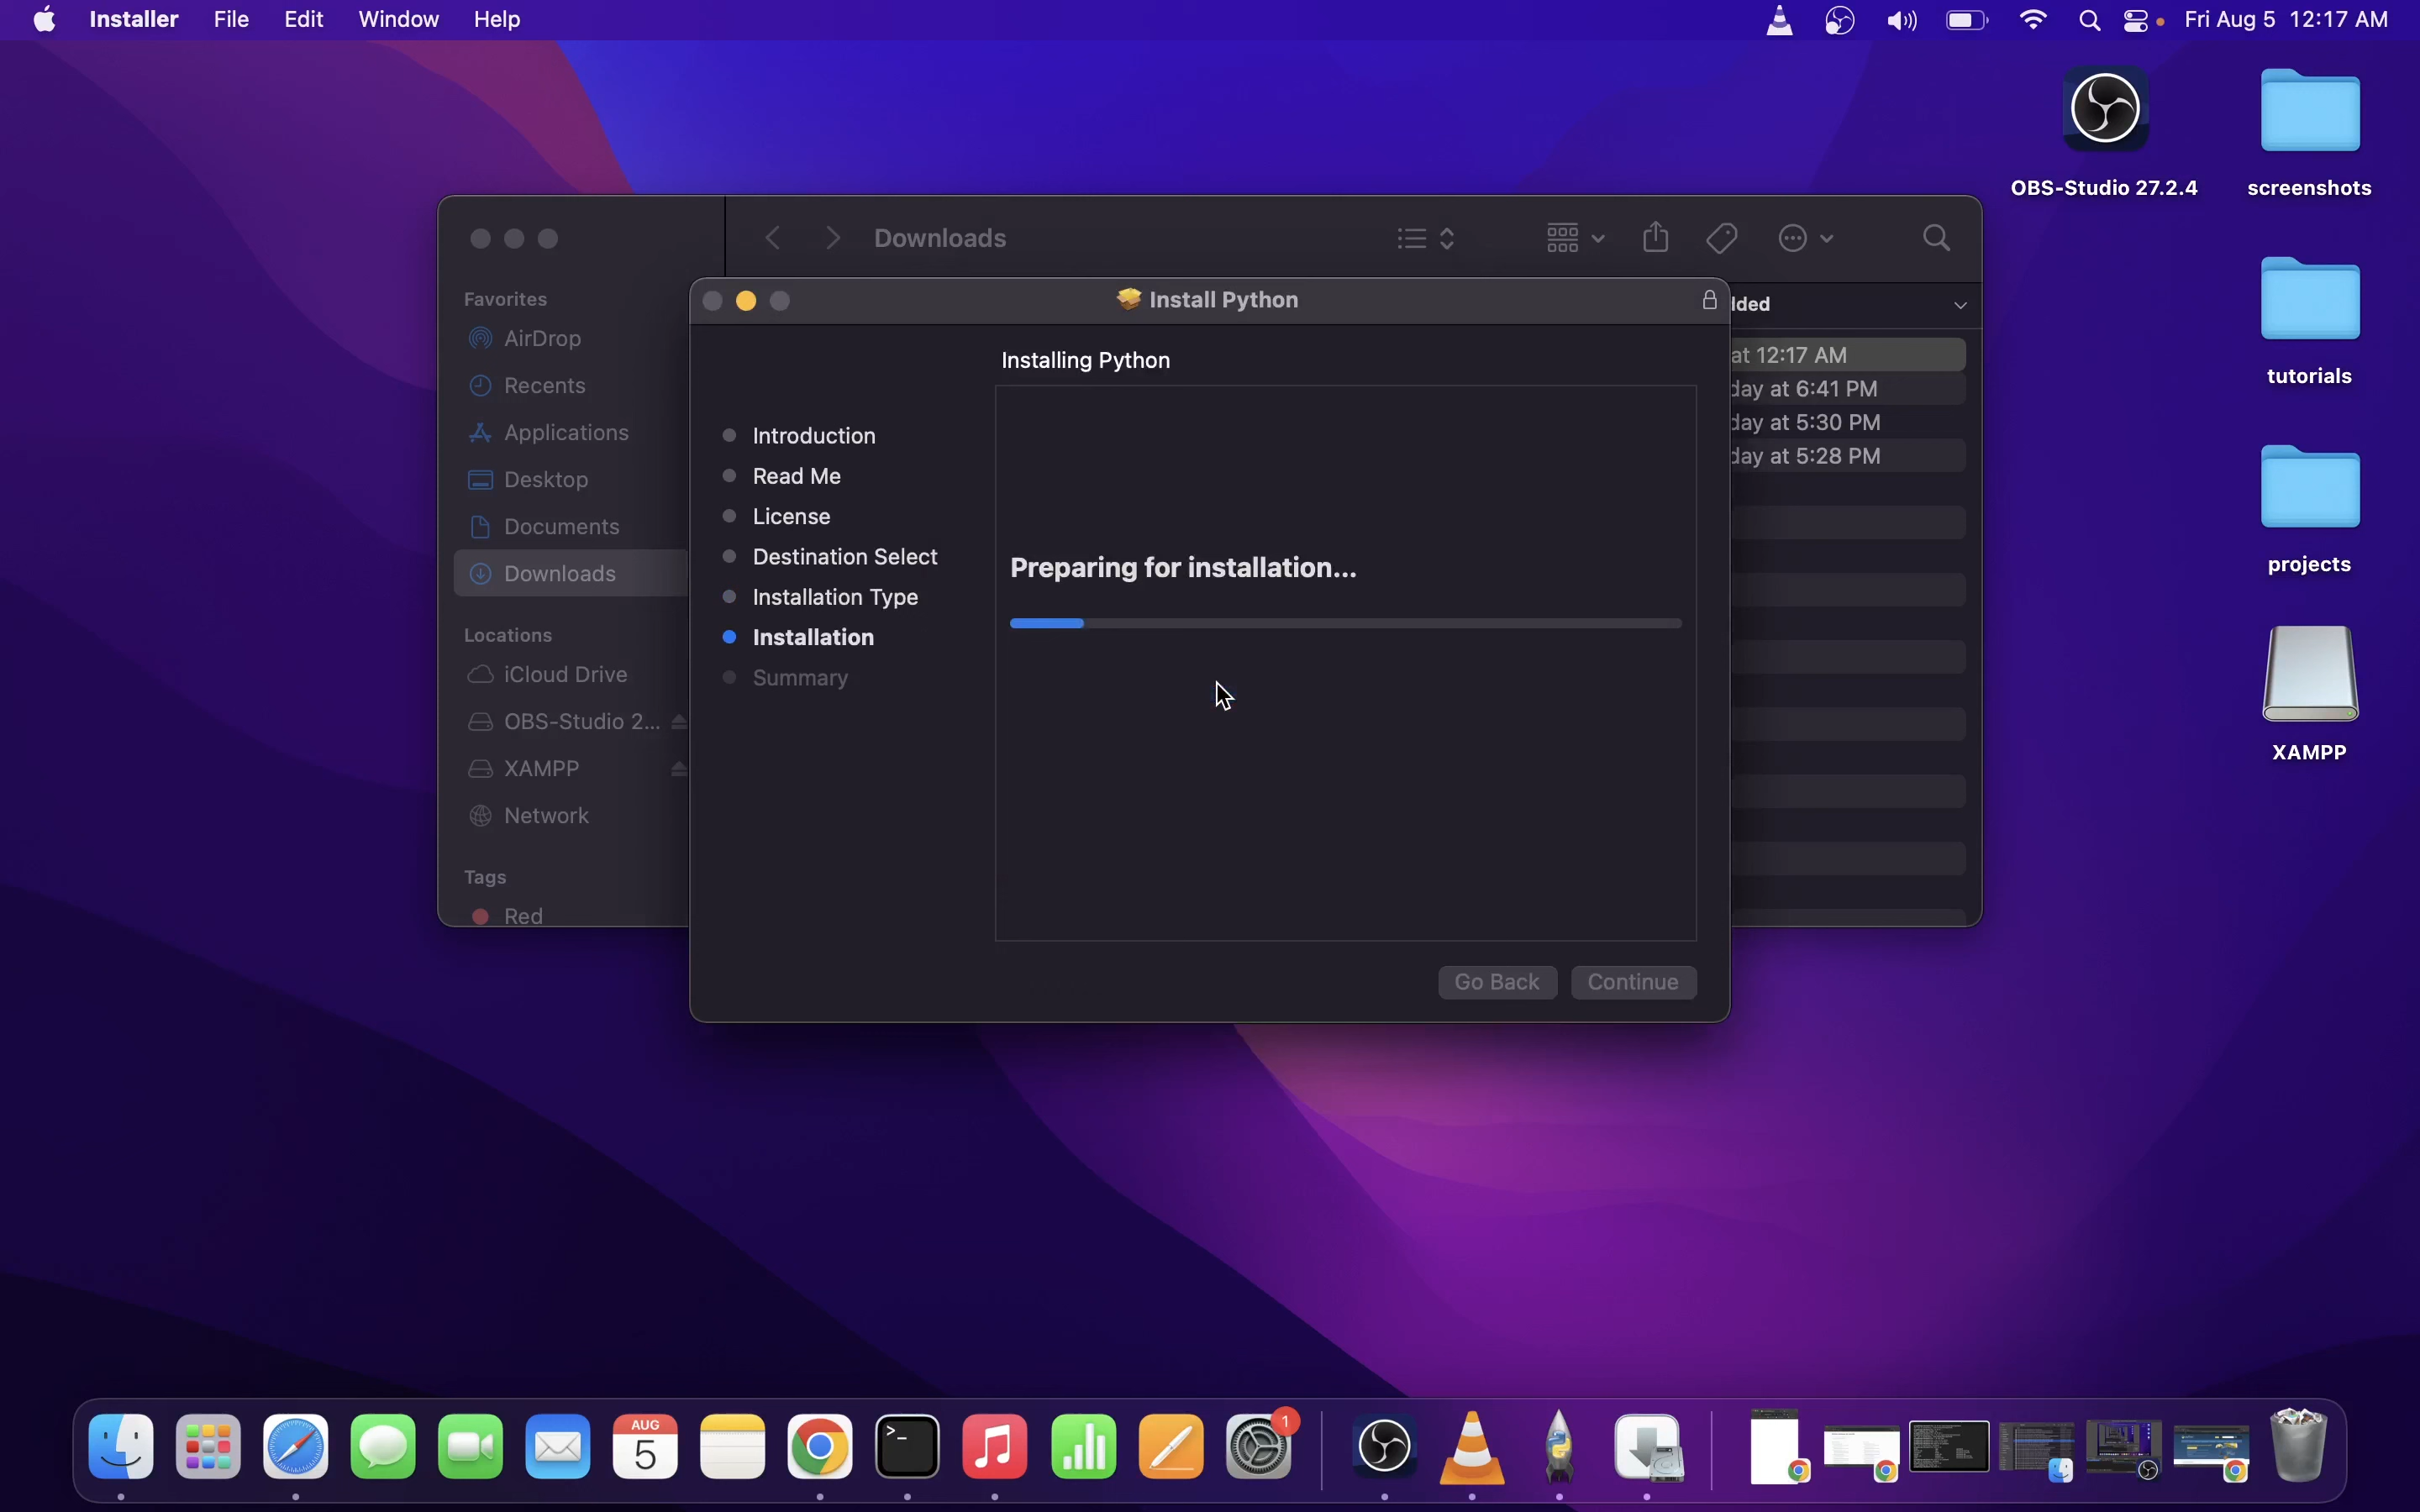 Installer File Edit Window Help
Fri Aug 5 12:17 AM
OBS-Studio 27.2.4
screenshots
tutorials
projects
XAMPP
Downloads
Favorites
AirDrop
Recents
Applications
Desktop
Documents
Downloads
Locations
iCloud Drive
OBS-Studio 2...
XAMPP
Network
Tags
Red
dded
at 12:17 AM
day at 6:41 PM
day at 5:30 PM
day at 5:28 PM
Install Python
Installing Python
Introduction
Read Me
License
Destination Select
Installation Type
Installation
Summary
Preparing for installation...
Go Back Continue
AUG
5
1